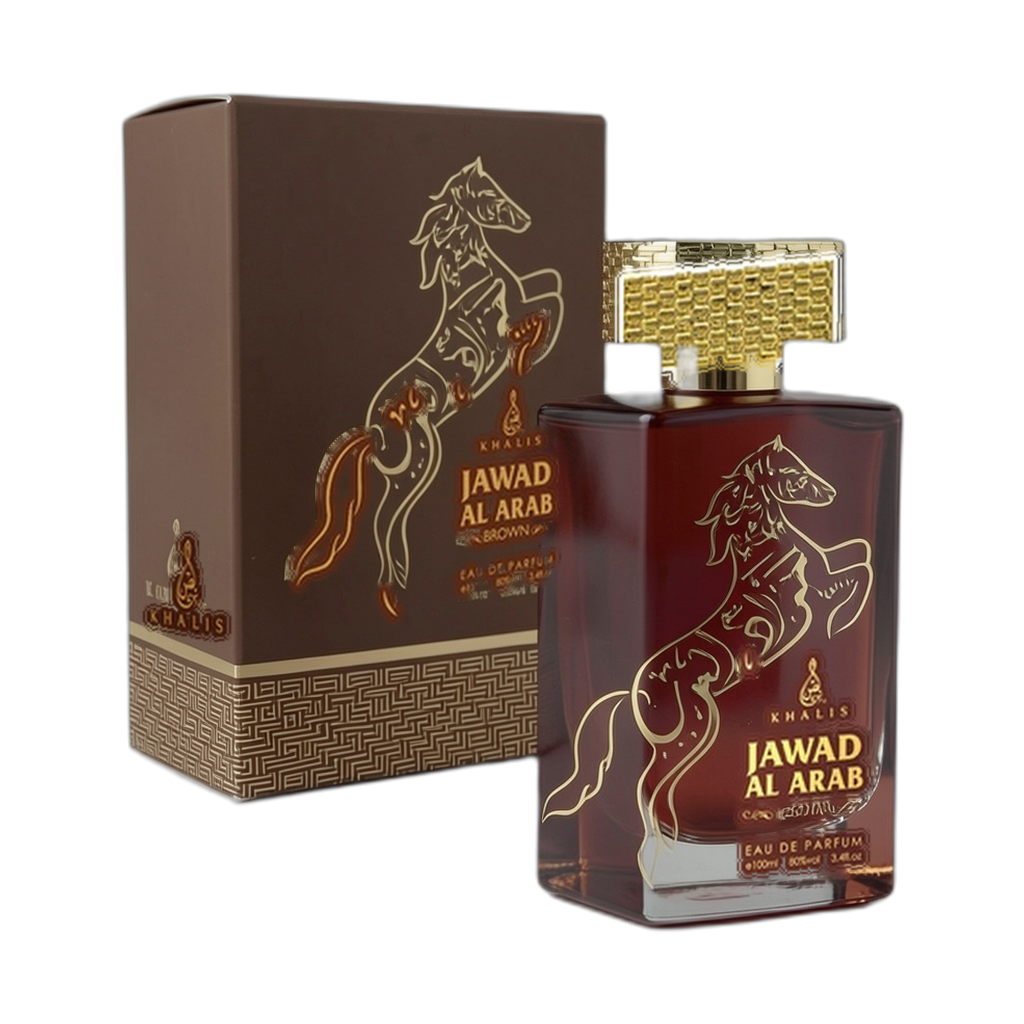 KHALIS
JAWAD
AL ARAB
BROWN
EAU DE PARFUM
KHALIS
KHALIS
JAWAD
AL ARAB
EAU DE PARFUM
e100ml 80%vol 3.4fl.oz